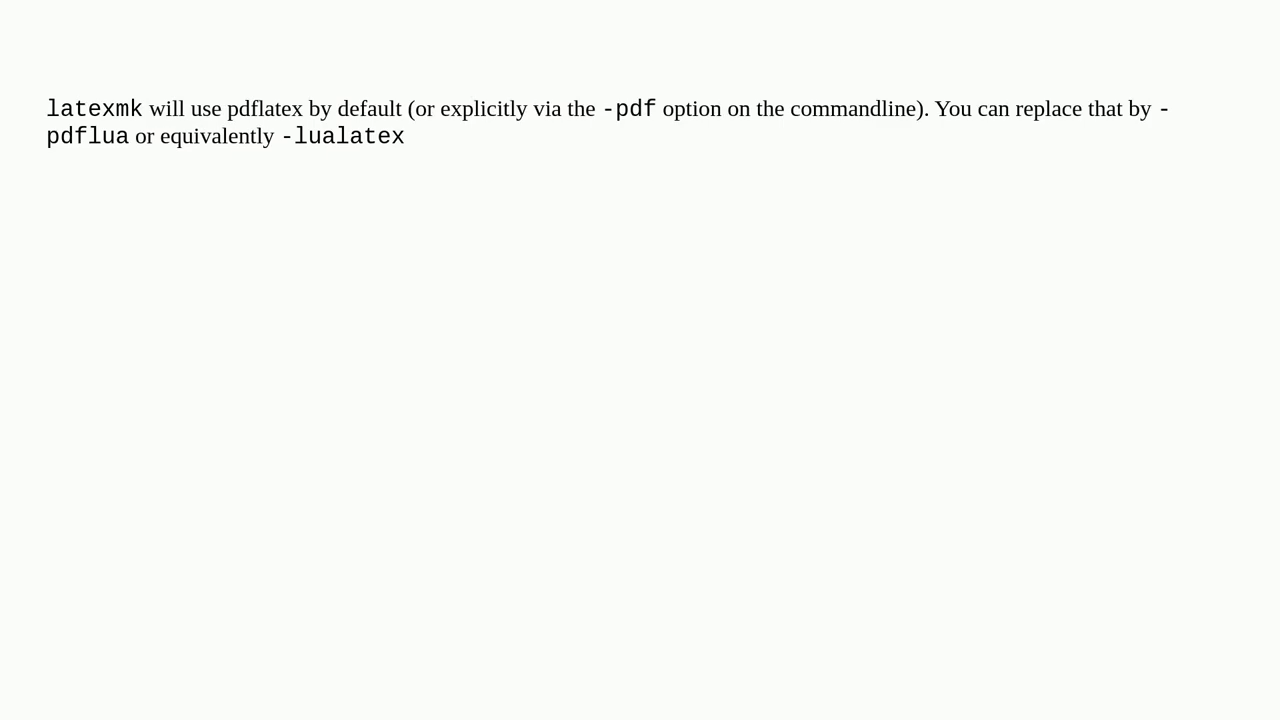 latexmk will use pdflatex by default (or explicitly via the -pdf option on the commandline). You can replace that by -
pdflua or equivalently -lualatex